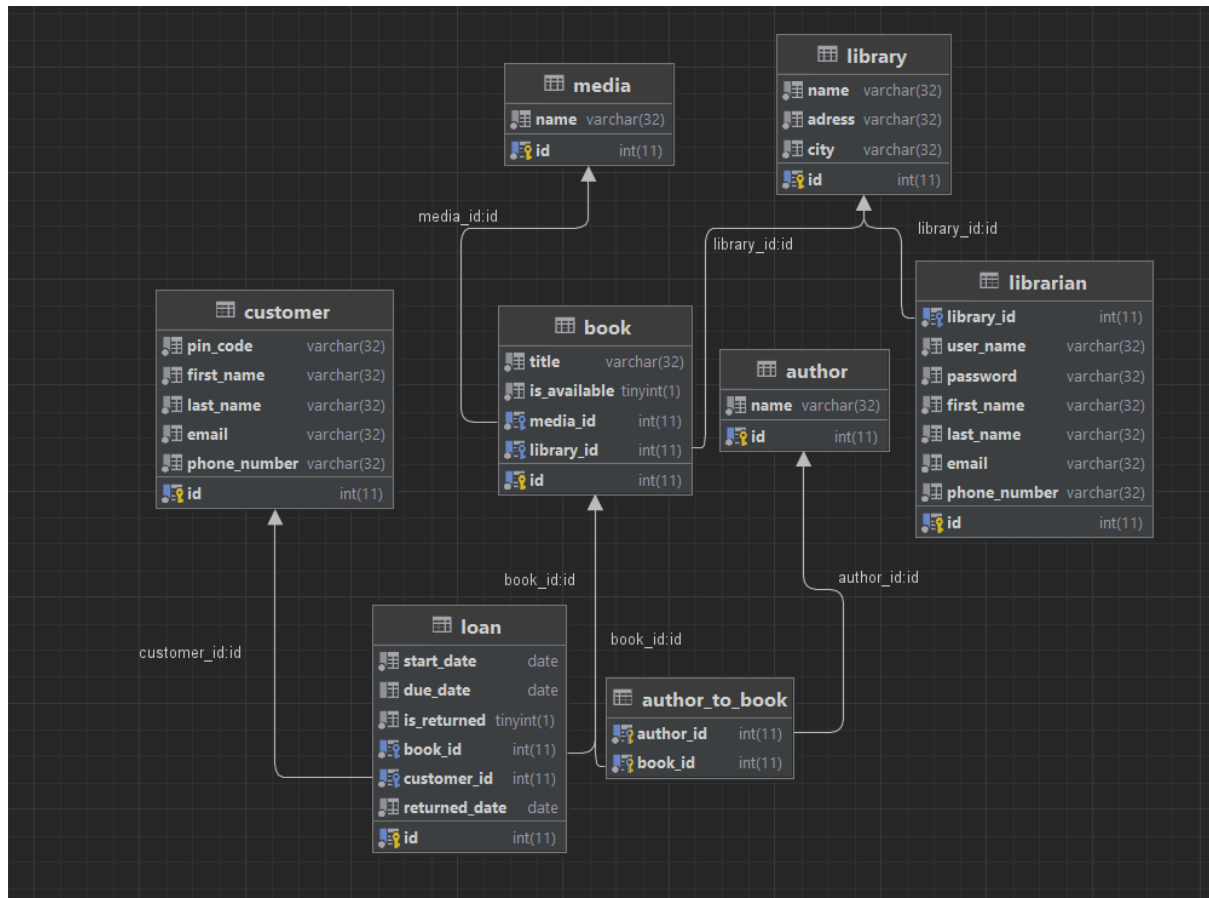 media
name varchar(32)
id int(11)
library
name varchar(32)
adress varchar(32)
city varchar(32)
id int(11)
media_id:id
library_id:id
library_id:id
customer
pin_code varchar(32)
first_name varchar(32)
last_name varchar(32)
email varchar(32)
phone_number varchar(32)
id int(11)
book
title varchar(32)
is_available tinyint(1)
media_id int(11)
library_id int(11)
id int(11)
author
name varchar(32)
id int(11)
librarian
library_id int(11)
user_name varchar(32)
password varchar(32)
first_name varchar(32)
last_name varchar(32)
email varchar(32)
phone_number varchar(32)
id int(11)
book_id:id
author_id:id
customer_id:id
book_id:id
loan
start_date date
due_date date
is_returned tinyint(1)
book_id int(11)
customer_id int(11)
returned_date date
id int(11)
author_to_book
author_id int(11)
book_id int(11)